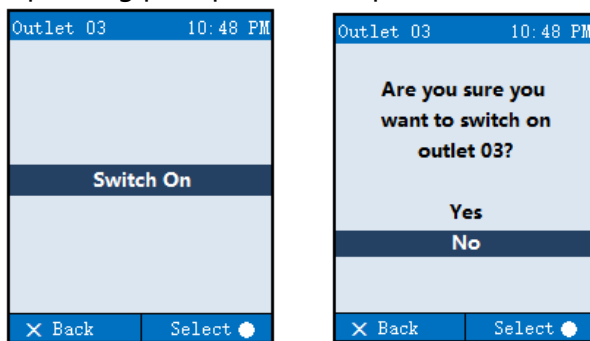 Outlet 03 10:48 PM
Switch On
✕ Back Select ●
Outlet 03 10:48 PM
Are you sure you
want to switch on
outlet 03?
Yes
No
✕ Back Select ●